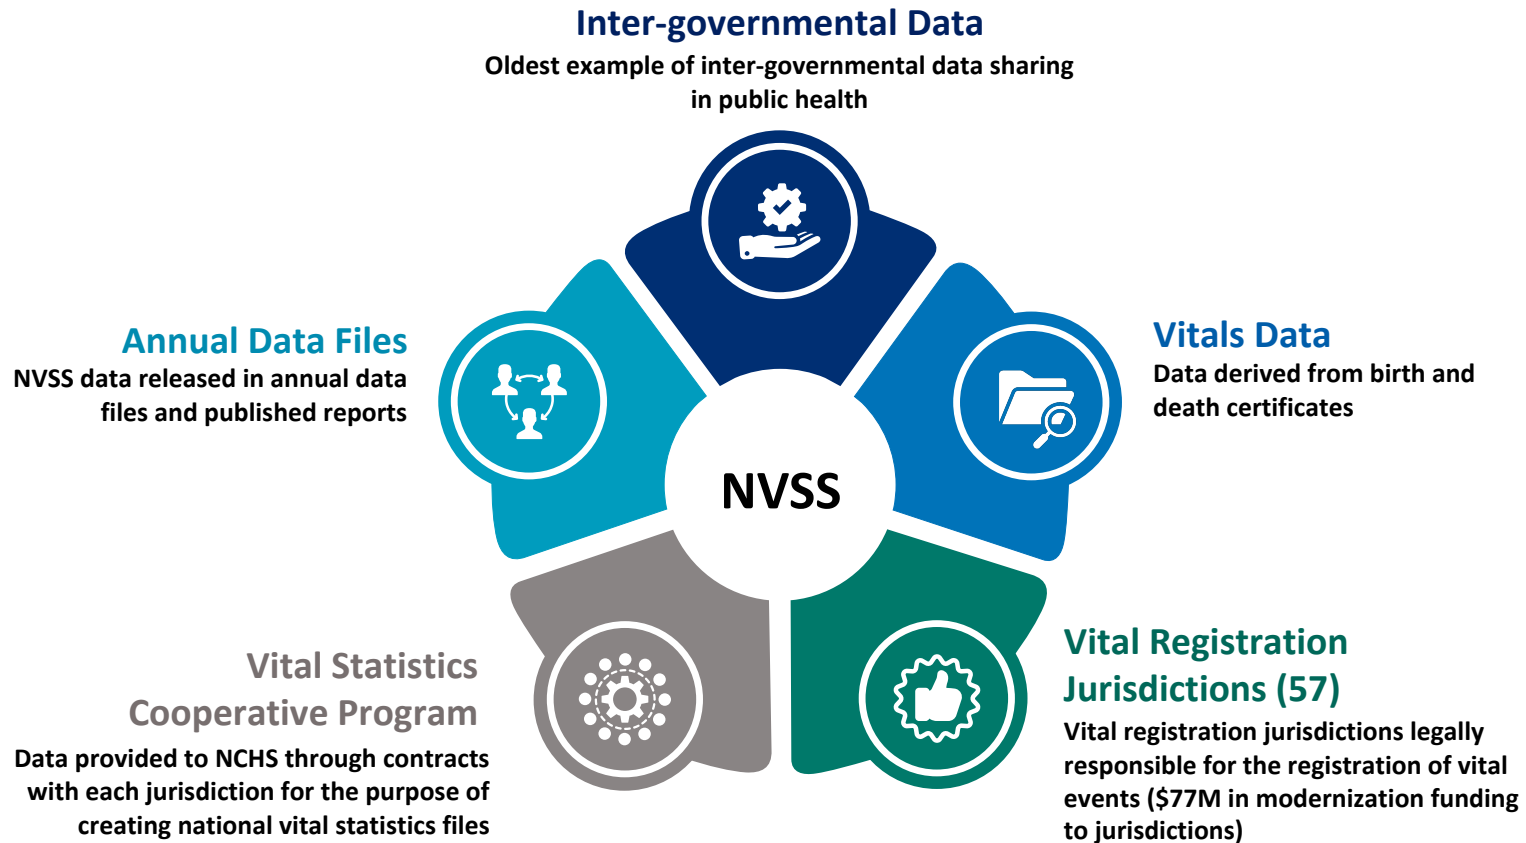 Inter-governmental Data
Oldest example of inter-governmental data sharing
in public health
Vitals Data
Data derived from birth and
death certificates
Vital Registration
Jurisdictions (57)
Vital registration jurisdictions legally
responsible for the registration of vital
events ($77M in modernization funding
to jurisdictions)
Vital Statistics
Cooperative Program
Data provided to NCHS through contracts
with each jurisdiction for the purpose of
creating national vital statistics files
Annual Data Files
NVSS data released in annual data
files and published reports
NVSS